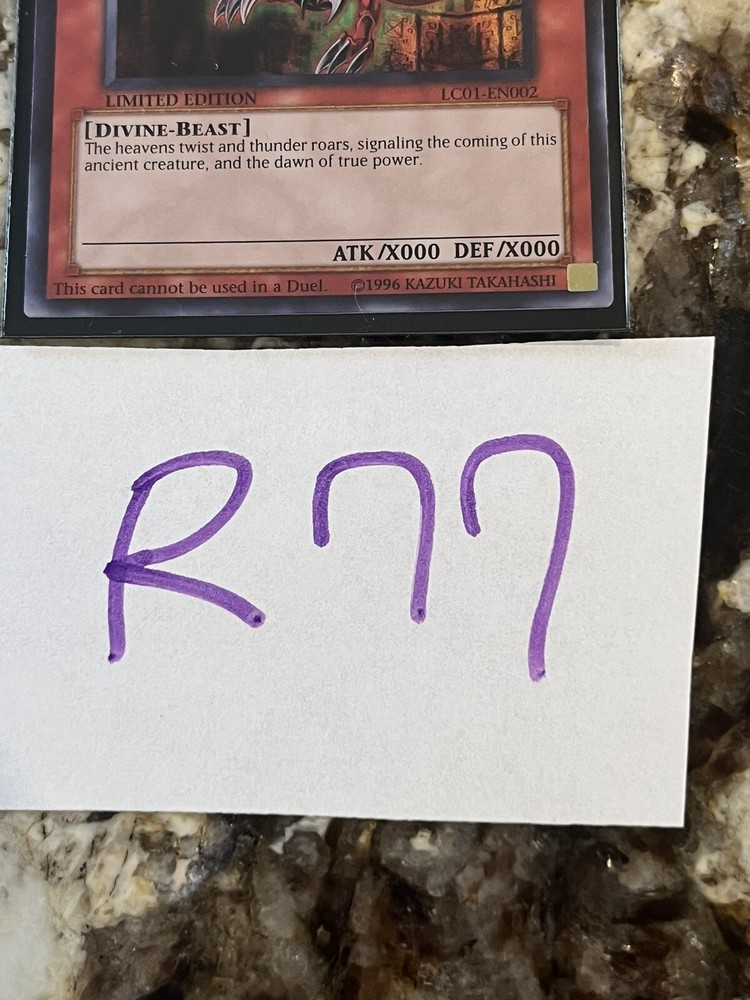 LIMITED EDITION LC01-EN002
[DIVINE-BEAST]
The heavens twist and thunder roars, signaling the coming of this
ancient creature, and the dawn of true power.
ATK/X000 DEF/X000
This card cannot be used in a Duel. ©1996 KAZUKI TAKAHASHI
R77